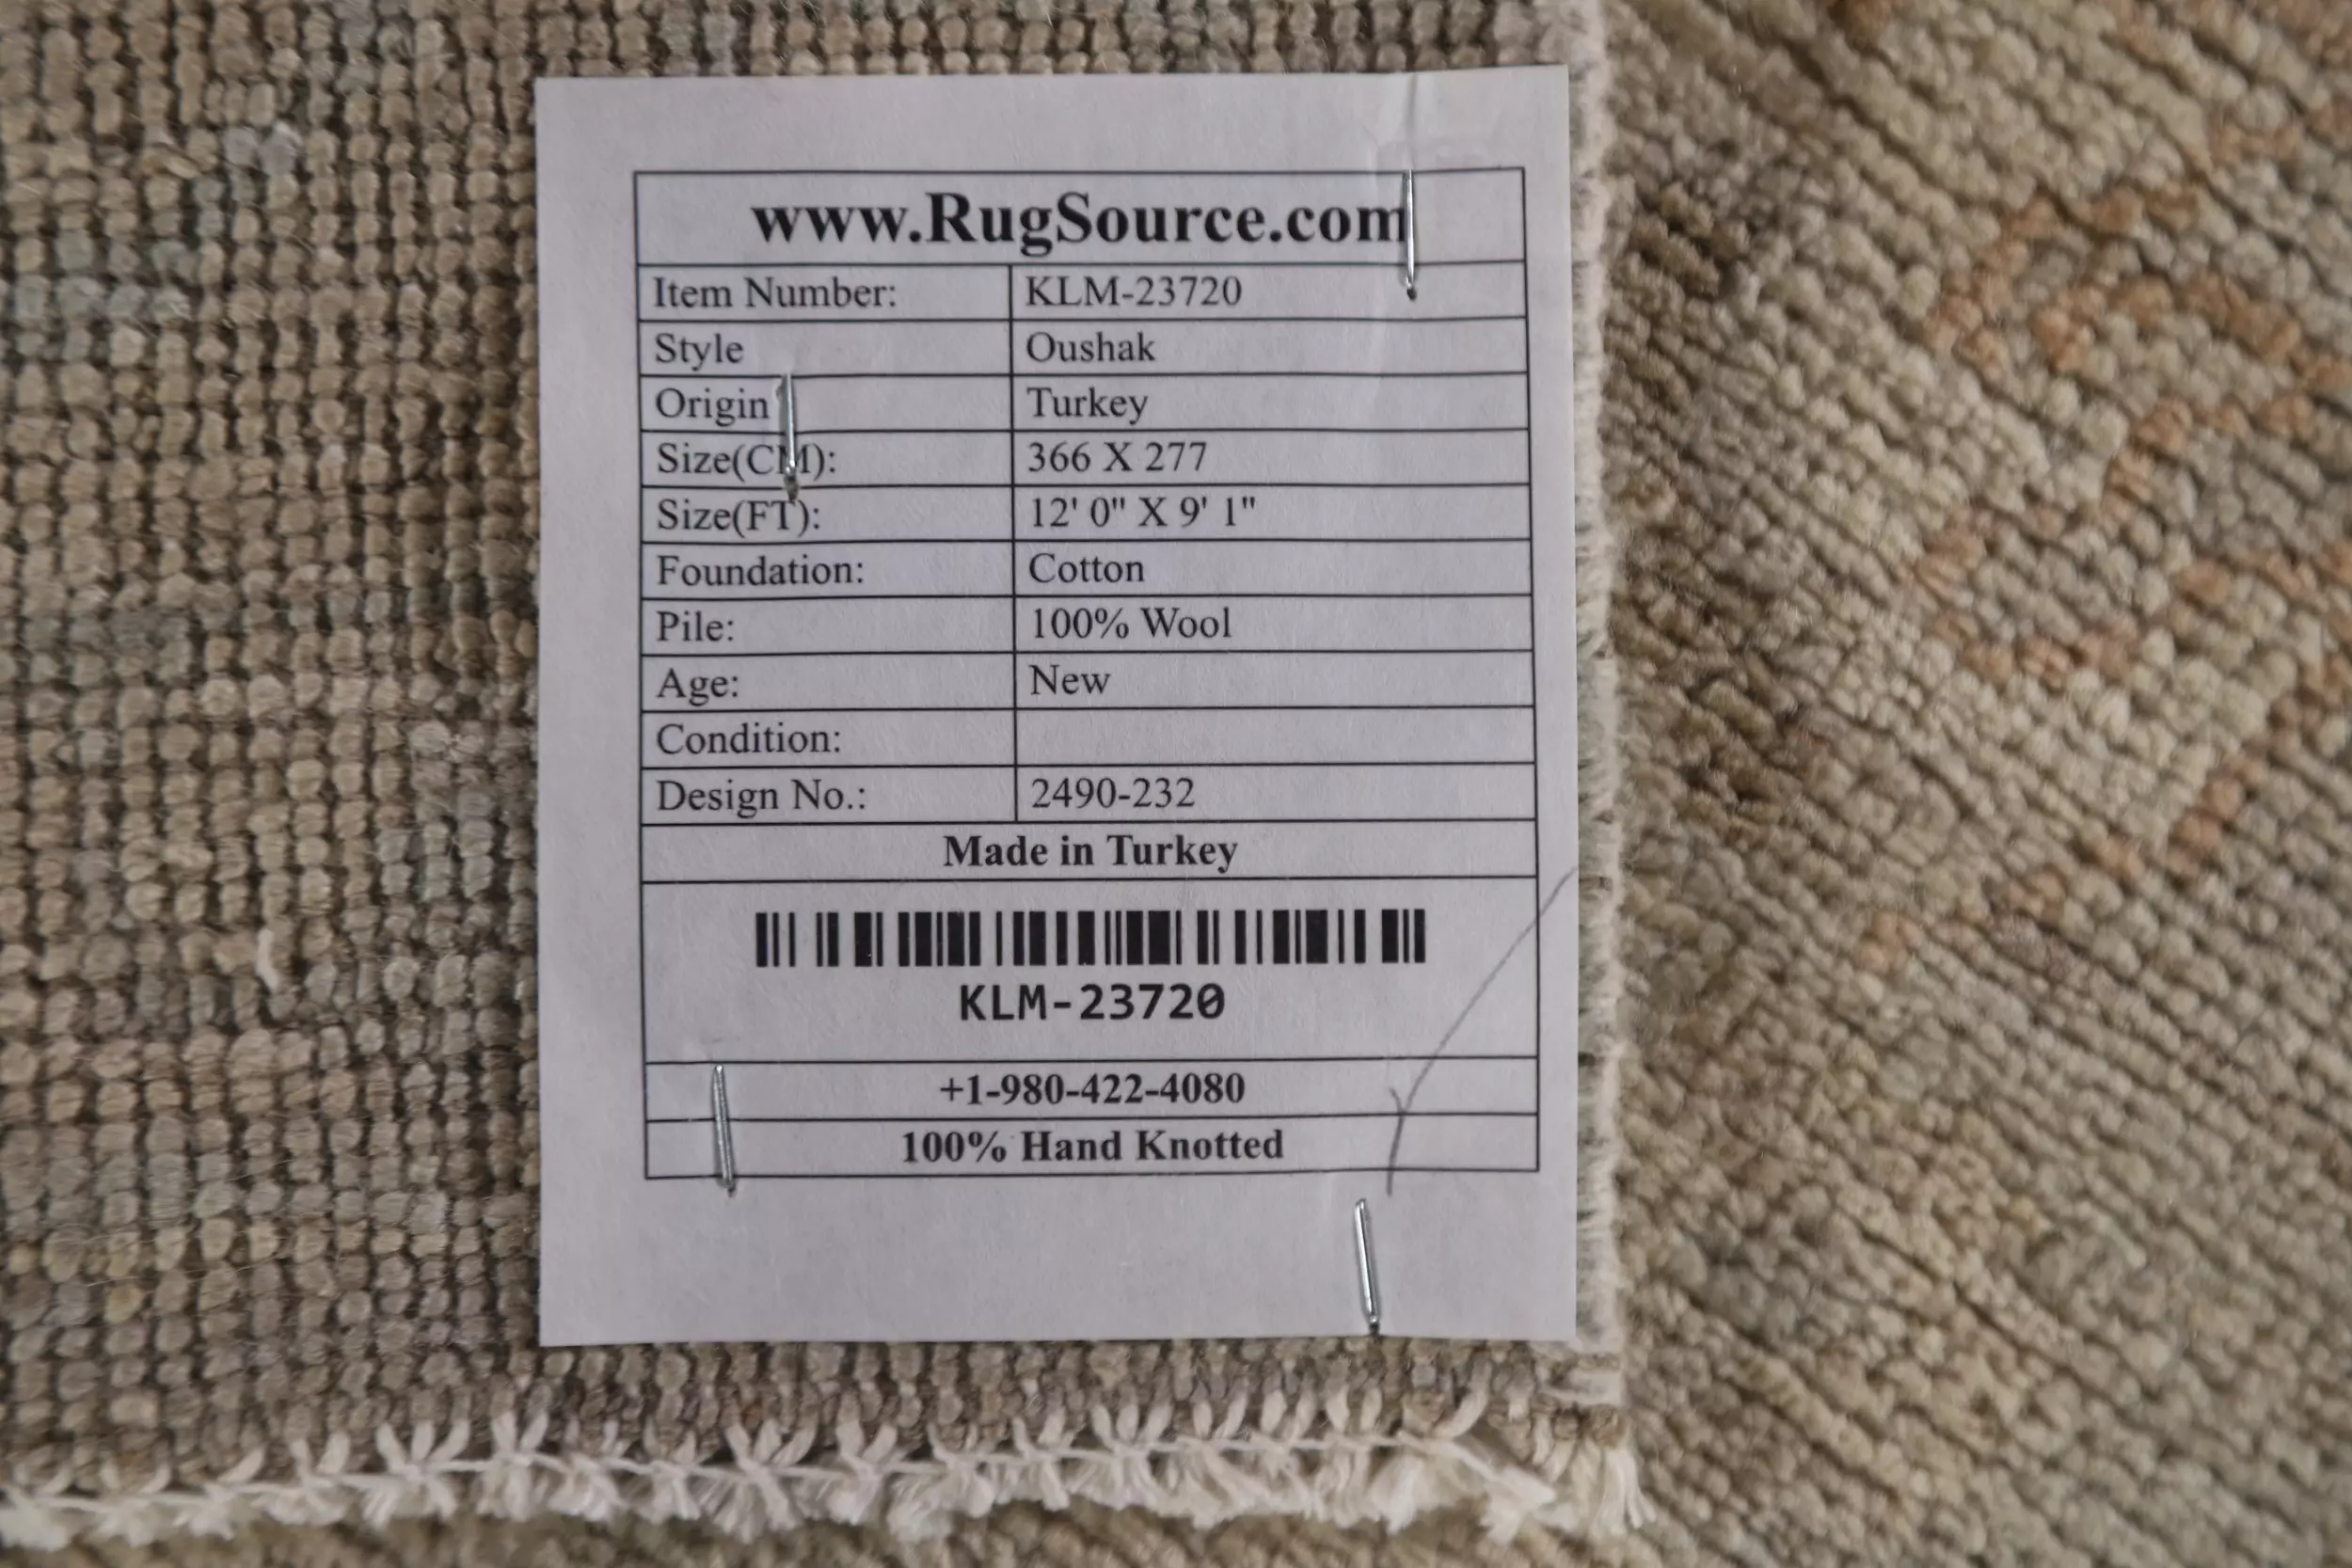 www.RugSource.com
Item Number: KLM-23720
Style Oushak
Origin Turkey
Size(CM): 366 X 277
Size(FT): 12' 0" X 9' 1"
Foundation: Cotton
Pile: 100% Wool
Age: New
Condition:
Design No.: 2490-232
Made in Turkey
KLM-23720
+1-980-422-4080
100% Hand Knotted